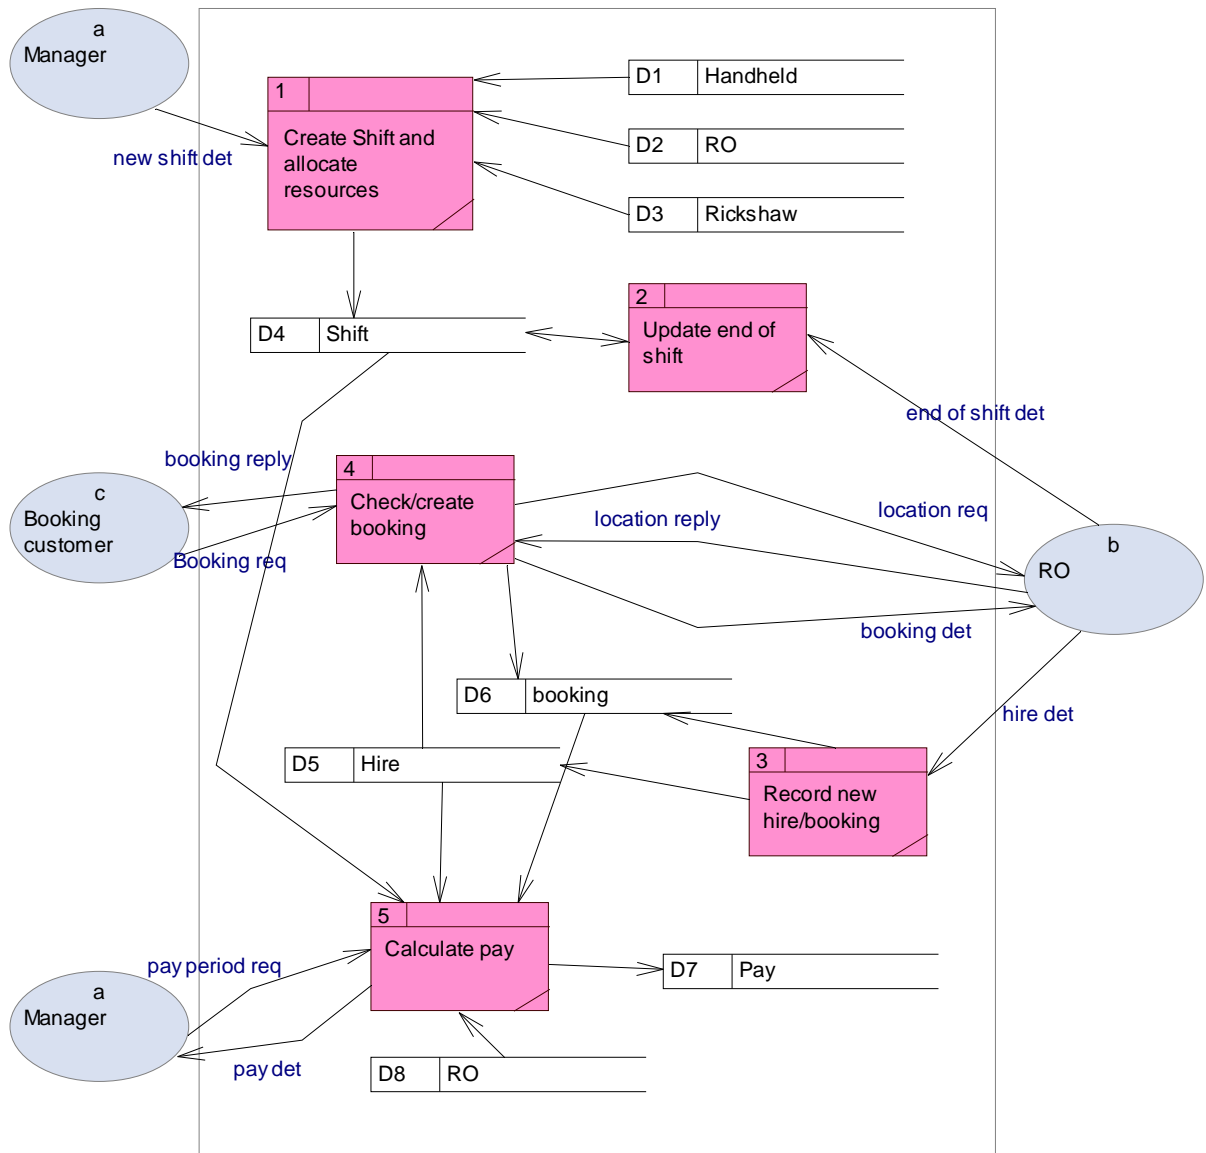 a
Manager
new shift det
1
Create Shift and
allocate
resources
D1 Handheld
D2 RO
D3 Rickshaw
D4 Shift
2
Update end of
shift
end of shift det
booking reply
c
Booking
customer
Booking req
4
Check/create
booking
location reply
location req
b
RO
booking det
D6 booking
hire det
D5 Hire
3
Record new
hire/booking
5
Calculate pay
pay period req
D7 Pay
a
Manager
pay det
D8 RO